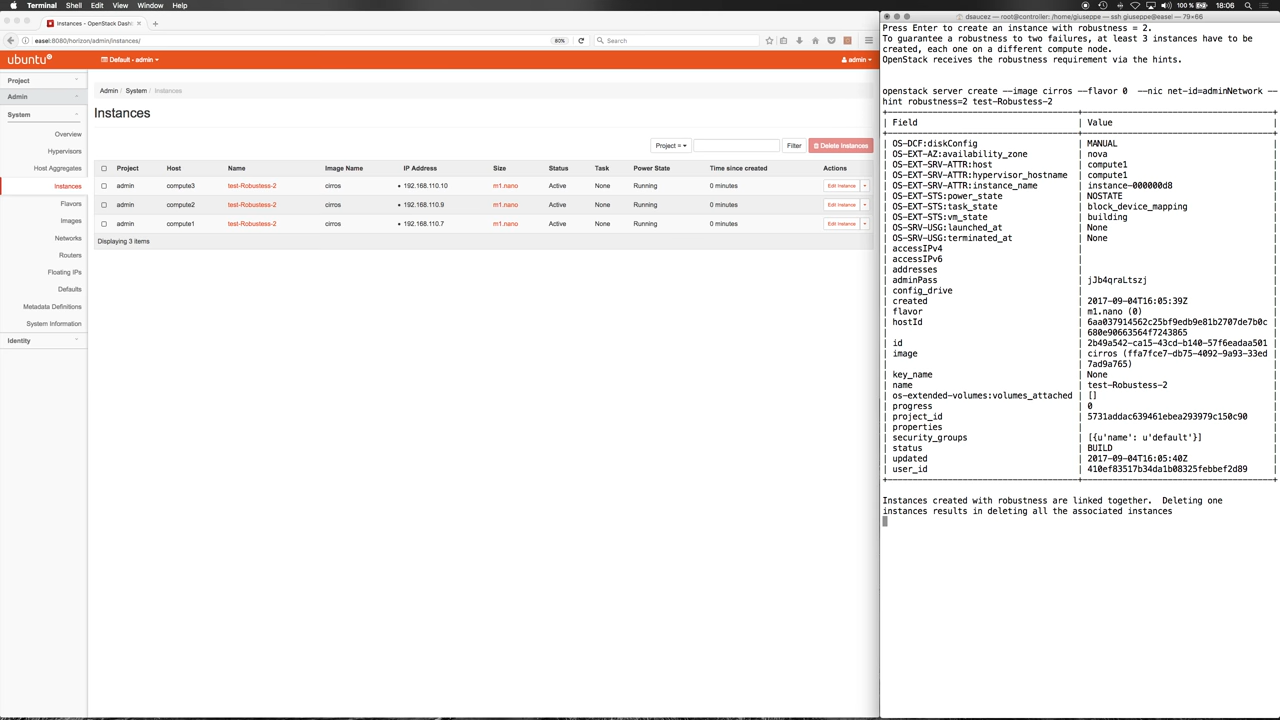 Terminal Shell Edit View Window Help
100 % 18:06
Instances - OpenStack Dasht
easel:8080/horizon/admin/instances/
80%
Search
ubuntu
Default - admin
admin
Project
Admin
System
Overview
Hypervisors
Host Aggregates
Instances
Flavors
Images
Networks
Routers
Floating IPs
Defaults
Metadata Definitions
System Information
Identity
Admin / System / Instances
Instances
Project = Filter Delete Instances
Project Host Name Image Name IP Address Size Status Task Power State Time since created Actions
admin compute3 test-Robustess-2 cirros • 192.168.110.10 m1.nano Active None Running 0 minutes Edit Instance
admin compute2 test-Robustess-2 cirros • 192.168.110.9 m1.nano Active None Running 0 minutes Edit Instance
admin compute1 test-Robustess-2 cirros • 192.168.110.7 m1.nano Active None Running 0 minutes Edit Instance
Displaying 3 items
dsaucez — root@controller: /home/giuseppe — ssh giuseppe@easel — 79×66
Press Enter to create an instance with robustness = 2.
To guarantee a robustness to two failures, at least 3 instances have to be
created, each one on a different compute node.
OpenStack receives the robustness requirement via the hints.
openstack server create --image cirros --flavor 0 --nic net-id=adminNetwork --
hint robustness=2 test-Robustess-2
+-------------------------------------+-------------------------------------+
| Field | Value |
+-------------------------------------+-------------------------------------+
| OS-DCF:diskConfig | MANUAL |
| OS-EXT-AZ:availability_zone | nova |
| OS-EXT-SRV-ATTR:host | compute1 |
| OS-EXT-SRV-ATTR:hypervisor_hostname | compute1 |
| OS-EXT-SRV-ATTR:instance_name | instance-000000d8 |
| OS-EXT-STS:power_state | NOSTATE |
| OS-EXT-STS:task_state | block_device_mapping |
| OS-EXT-STS:vm_state | building |
| OS-SRV-USG:launched_at | None |
| OS-SRV-USG:terminated_at | None |
| accessIPv4 | |
| accessIPv6 | |
| addresses | |
| adminPass | jJb4qraLtszj |
| config_drive | |
| created | 2017-09-04T16:05:39Z |
| flavor | m1.nano (0) |
| hostId | 6aa037914562c25bf9edb9e81b2707de7b0c |
| | 680e90663564f7243865 |
| id | 2b49a542-ca15-43cd-b140-57f6eadaa501 |
| image | cirros (ffa7fce7-db75-4092-9a93-33ed |
| | 7ad9a765) |
| key_name | None |
| name | test-Robustess-2 |
| os-extended-volumes:volumes_attached | [] |
| progress | 0 |
| project_id | 5731addac639461ebea293979c150c90 |
| properties | |
| security_groups | [{u'name': u'default'}] |
| status | BUILD |
| updated | 2017-09-04T16:05:40Z |
| user_id | 410ef83517b34da1b08325febbef2d89 |
+-------------------------------------+-------------------------------------+
Instances created with robustness are linked together. Deleting one
instances results in deleting all the associated instances